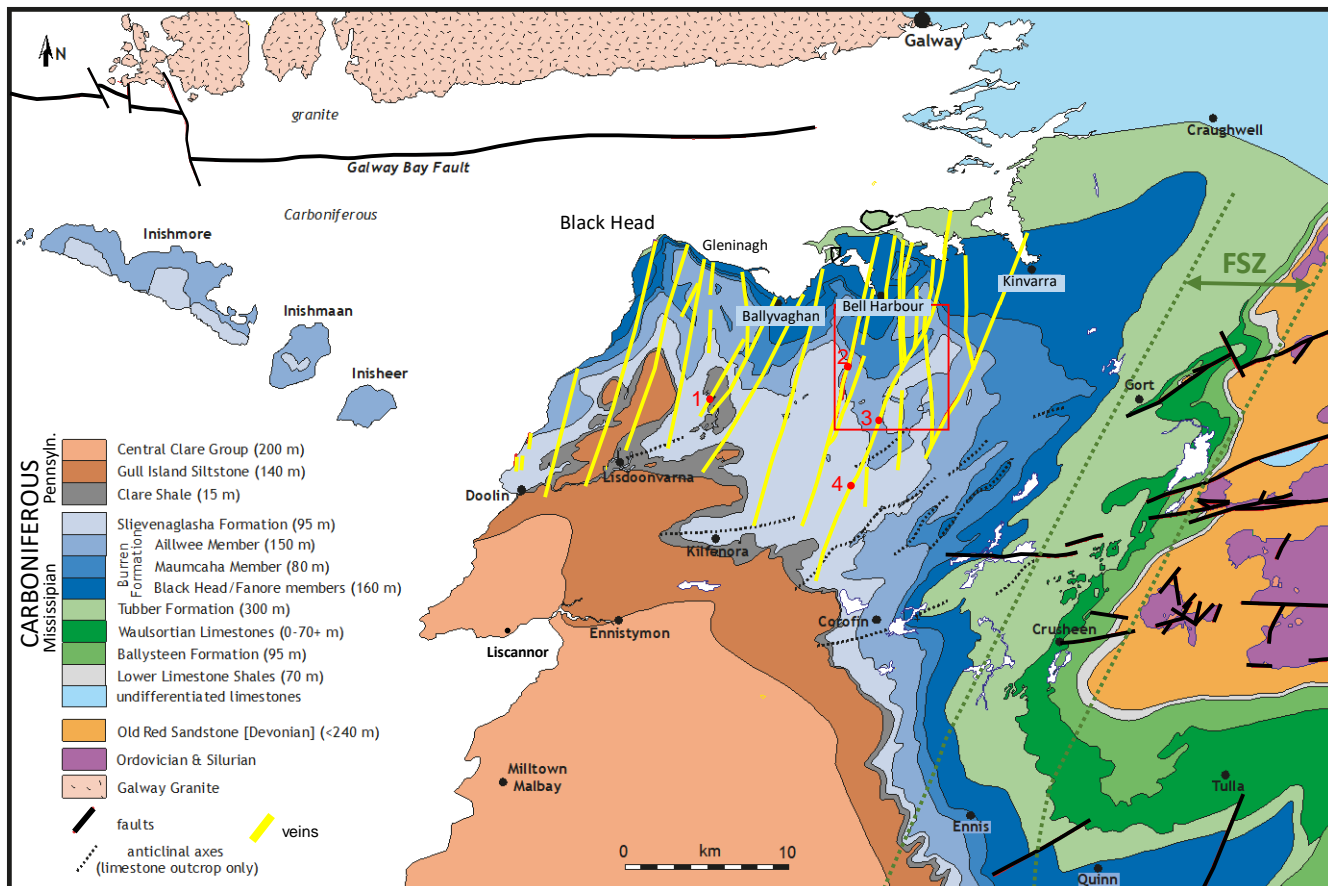 N
Galway
granite
Craughwell
Galway Bay Fault
Carboniferous
Black Head
Inishmore
Gleninagh
FSZ
Kinvarra
Bell Harbour
Ballyvaghan
Inishmaan
Inisheer
Gort
1
2
3
4
Lisdoonvarna
Doolin
Kilfenora
Corofin
Crusheen
Ennistymon
Liscannor
Milltown
Malbay
Tulla
Ennis
Quinn
CARBONIFEROUS
Pennsyln.
Missisipian
Central Clare Group (200 m)
Gull Island Siltstone (140 m)
Clare Shale (15 m)
Slievenaglasha Formation (95 m)
Burren
Formation
Aillwee Member (150 m)
Maumcaha Member (80 m)
Black Head/Fanore members (160 m)
Tubber Formation (300 m)
Waulsortian Limestones (0-70+ m)
Ballysteen Formation (95 m)
Lower Limestone Shales (70 m)
undifferentiated limestones
Old Red Sandstone [Devonian] (<240 m)
Ordovician & Silurian
Galway Granite
faults
veins
anticlinal axes
(limestone outcrop only)
0 km 10